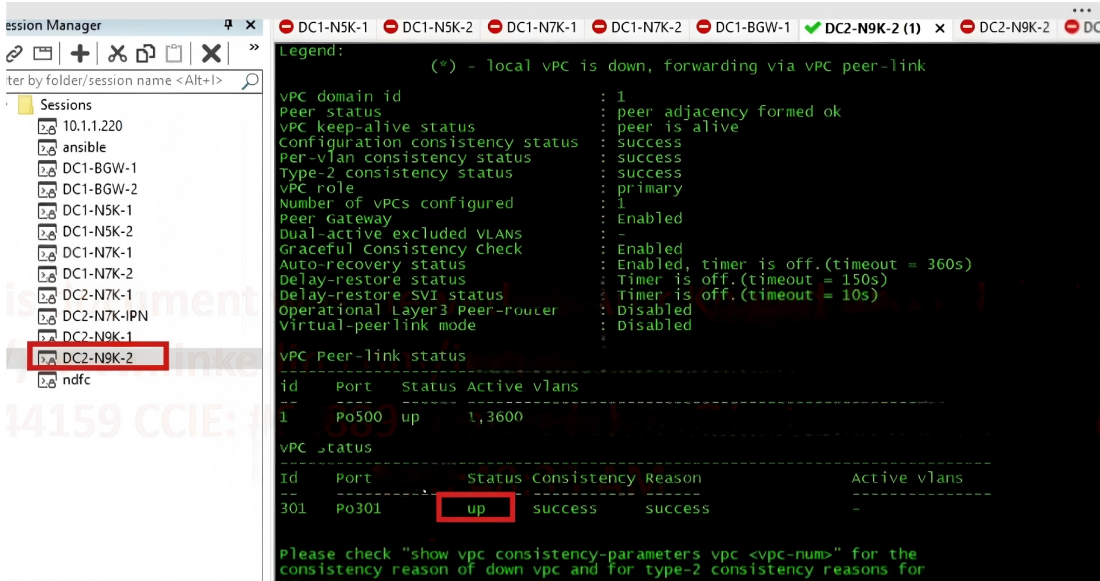 ession Manager
DC1-N5K-1 DC1-N5K-2 DC1-N7K-1 DC1-N7K-2 DC1-BGW-1 DC2-N9K-2 (1) DC2-N9K-2 DC
ter by folder/session name <Alt+I>
Sessions
10.1.1.220
ansible
DC1-BGW-1
DC1-BGW-2
DC1-N5K-1
DC1-N5K-2
DC1-N7K-1
DC1-N7K-2
DC2-N7K-1
DC2-N7K-IPN
DC2-N9K-1
DC2-N9K-2
ndfc
Legend:
(*) - local vPC is down, forwarding via vPC peer-link
vPC domain id : 1
Peer status : peer adjacency formed ok
vPC keep-alive status : peer is alive
Configuration consistency status : success
Per-vlan consistency status : success
Type-2 consistency status : success
vPC role : primary
Number of vPCs configured : 1
Peer Gateway : Enabled
Dual-active excluded VLANs : -
Graceful Consistency Check : Enabled
Auto-recovery status : Enabled, timer is off.(timeout = 360s)
Delay-restore status : Timer is off.(timeout = 150s)
Delay-restore SVI status : Timer is off.(timeout = 10s)
Operational Layer3 Peer-router : Disabled
Virtual-peerlink mode : Disabled
vPC Peer-link status
id Port Status Active vlans
1 Po500 up 1,3600
vPC status
Id Port Status Consistency Reason Active vlans
301 Po301 up success success -
Please check "show vpc consistency-parameters vpc <vpc-num>" for the
consistency reason of down vpc and for type-2 consistency reasons for
44159 CCIE: